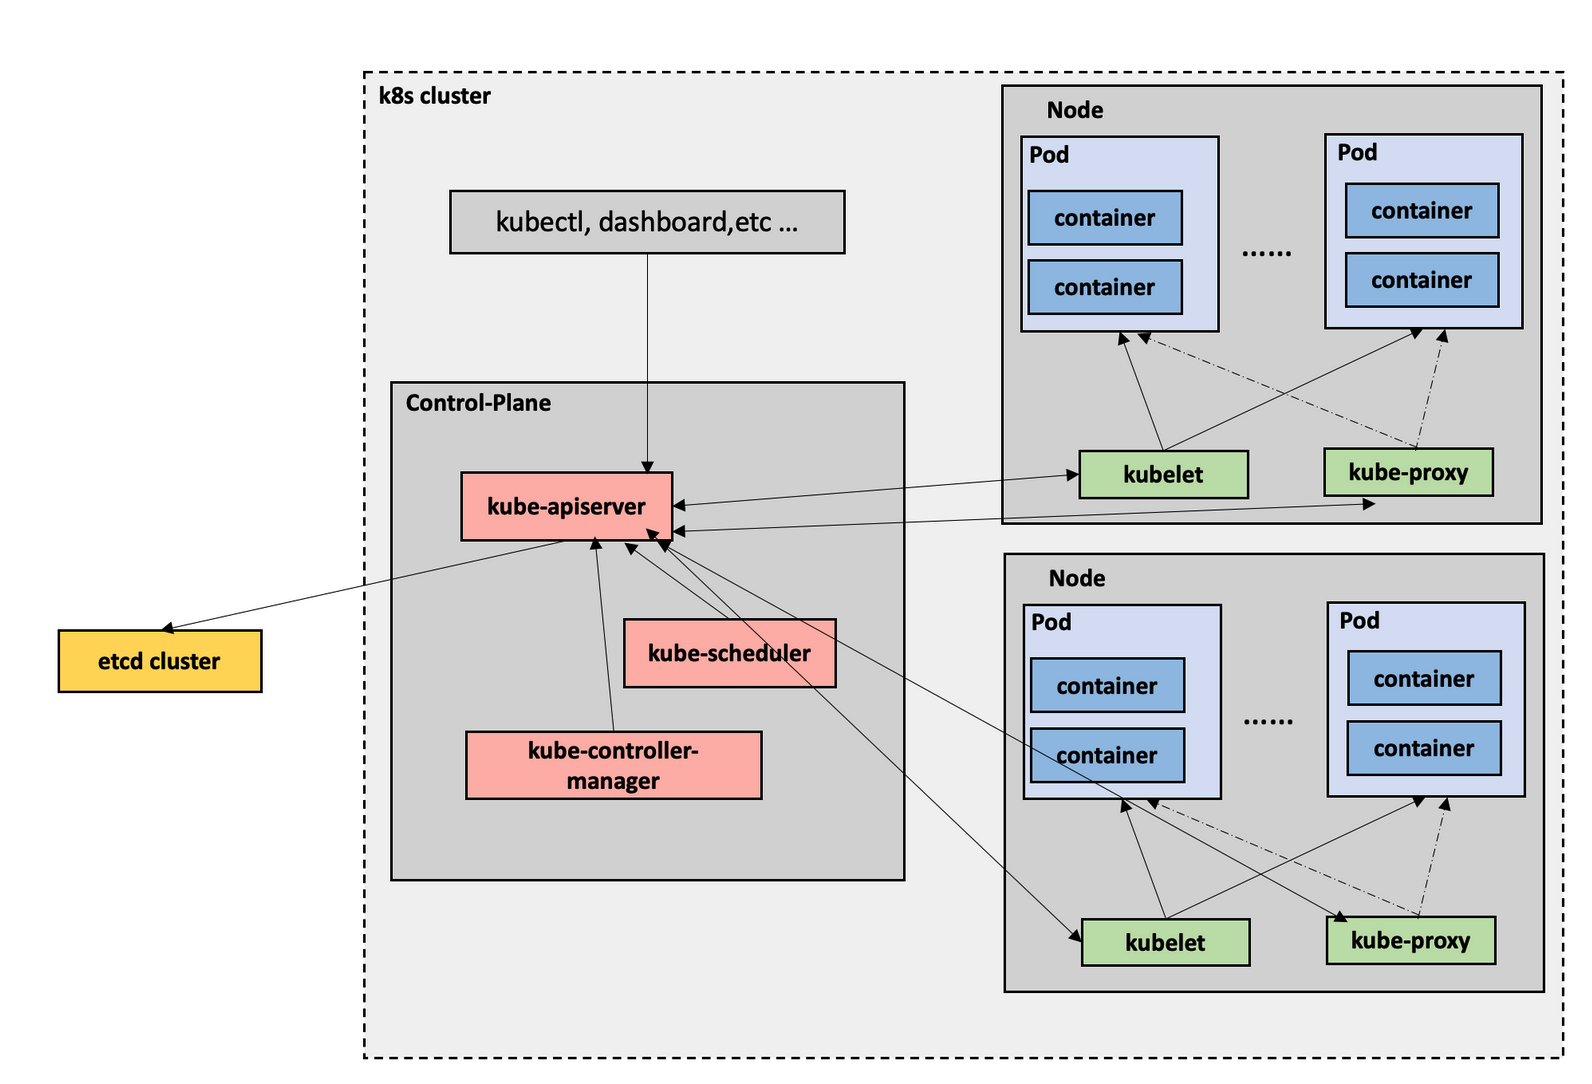 k8s cluster
kubectl, dashboard,etc ...
Control-Plane
kube-apiserver
kube-scheduler
kube-controller-
manager
etcd cluster
Node
Pod
container
container
......
Pod
container
container
kubelet
kube-proxy
Node
Pod
container
container
......
Pod
container
container
kubelet
kube-proxy